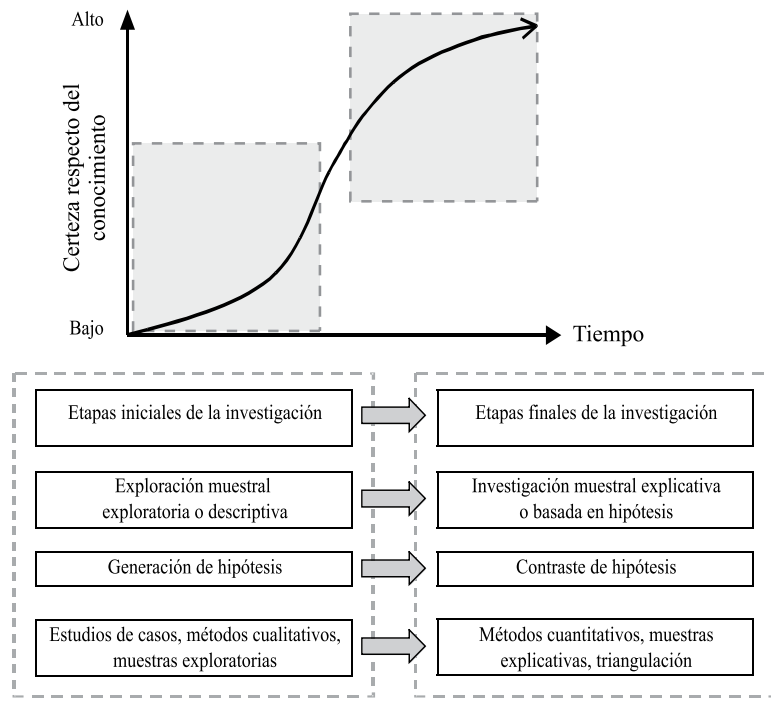 Alto
Certeza respecto del
conocimiento
Bajo
Tiempo
Etapas iniciales de la investigación
Etapas finales de la investigación
Exploración muestral
exploratoria o descriptiva
Investigación muestral explicativa
o basada en hipótesis
Generación de hipótesis
Contraste de hipótesis
Estudios de casos, métodos cualitativos,
muestras exploratorias
Métodos cuantitativos, muestras
explicativas, triangulación